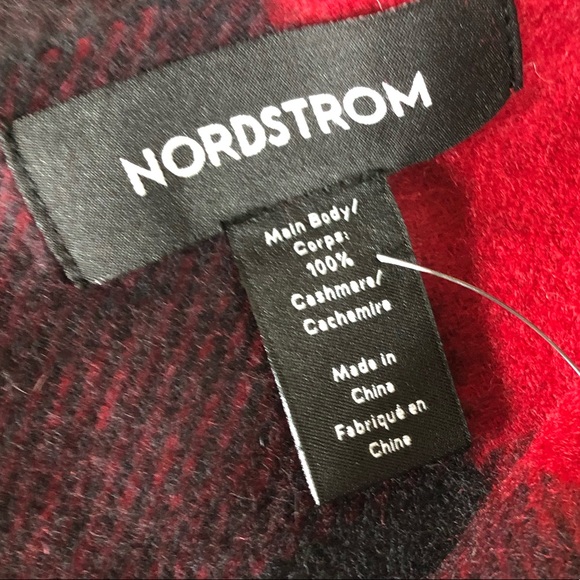 NORDSTROM
Main Body/
Corps:
100%
Cashmere/
Cachemire
Made in
China
Fabriqué en
Chine